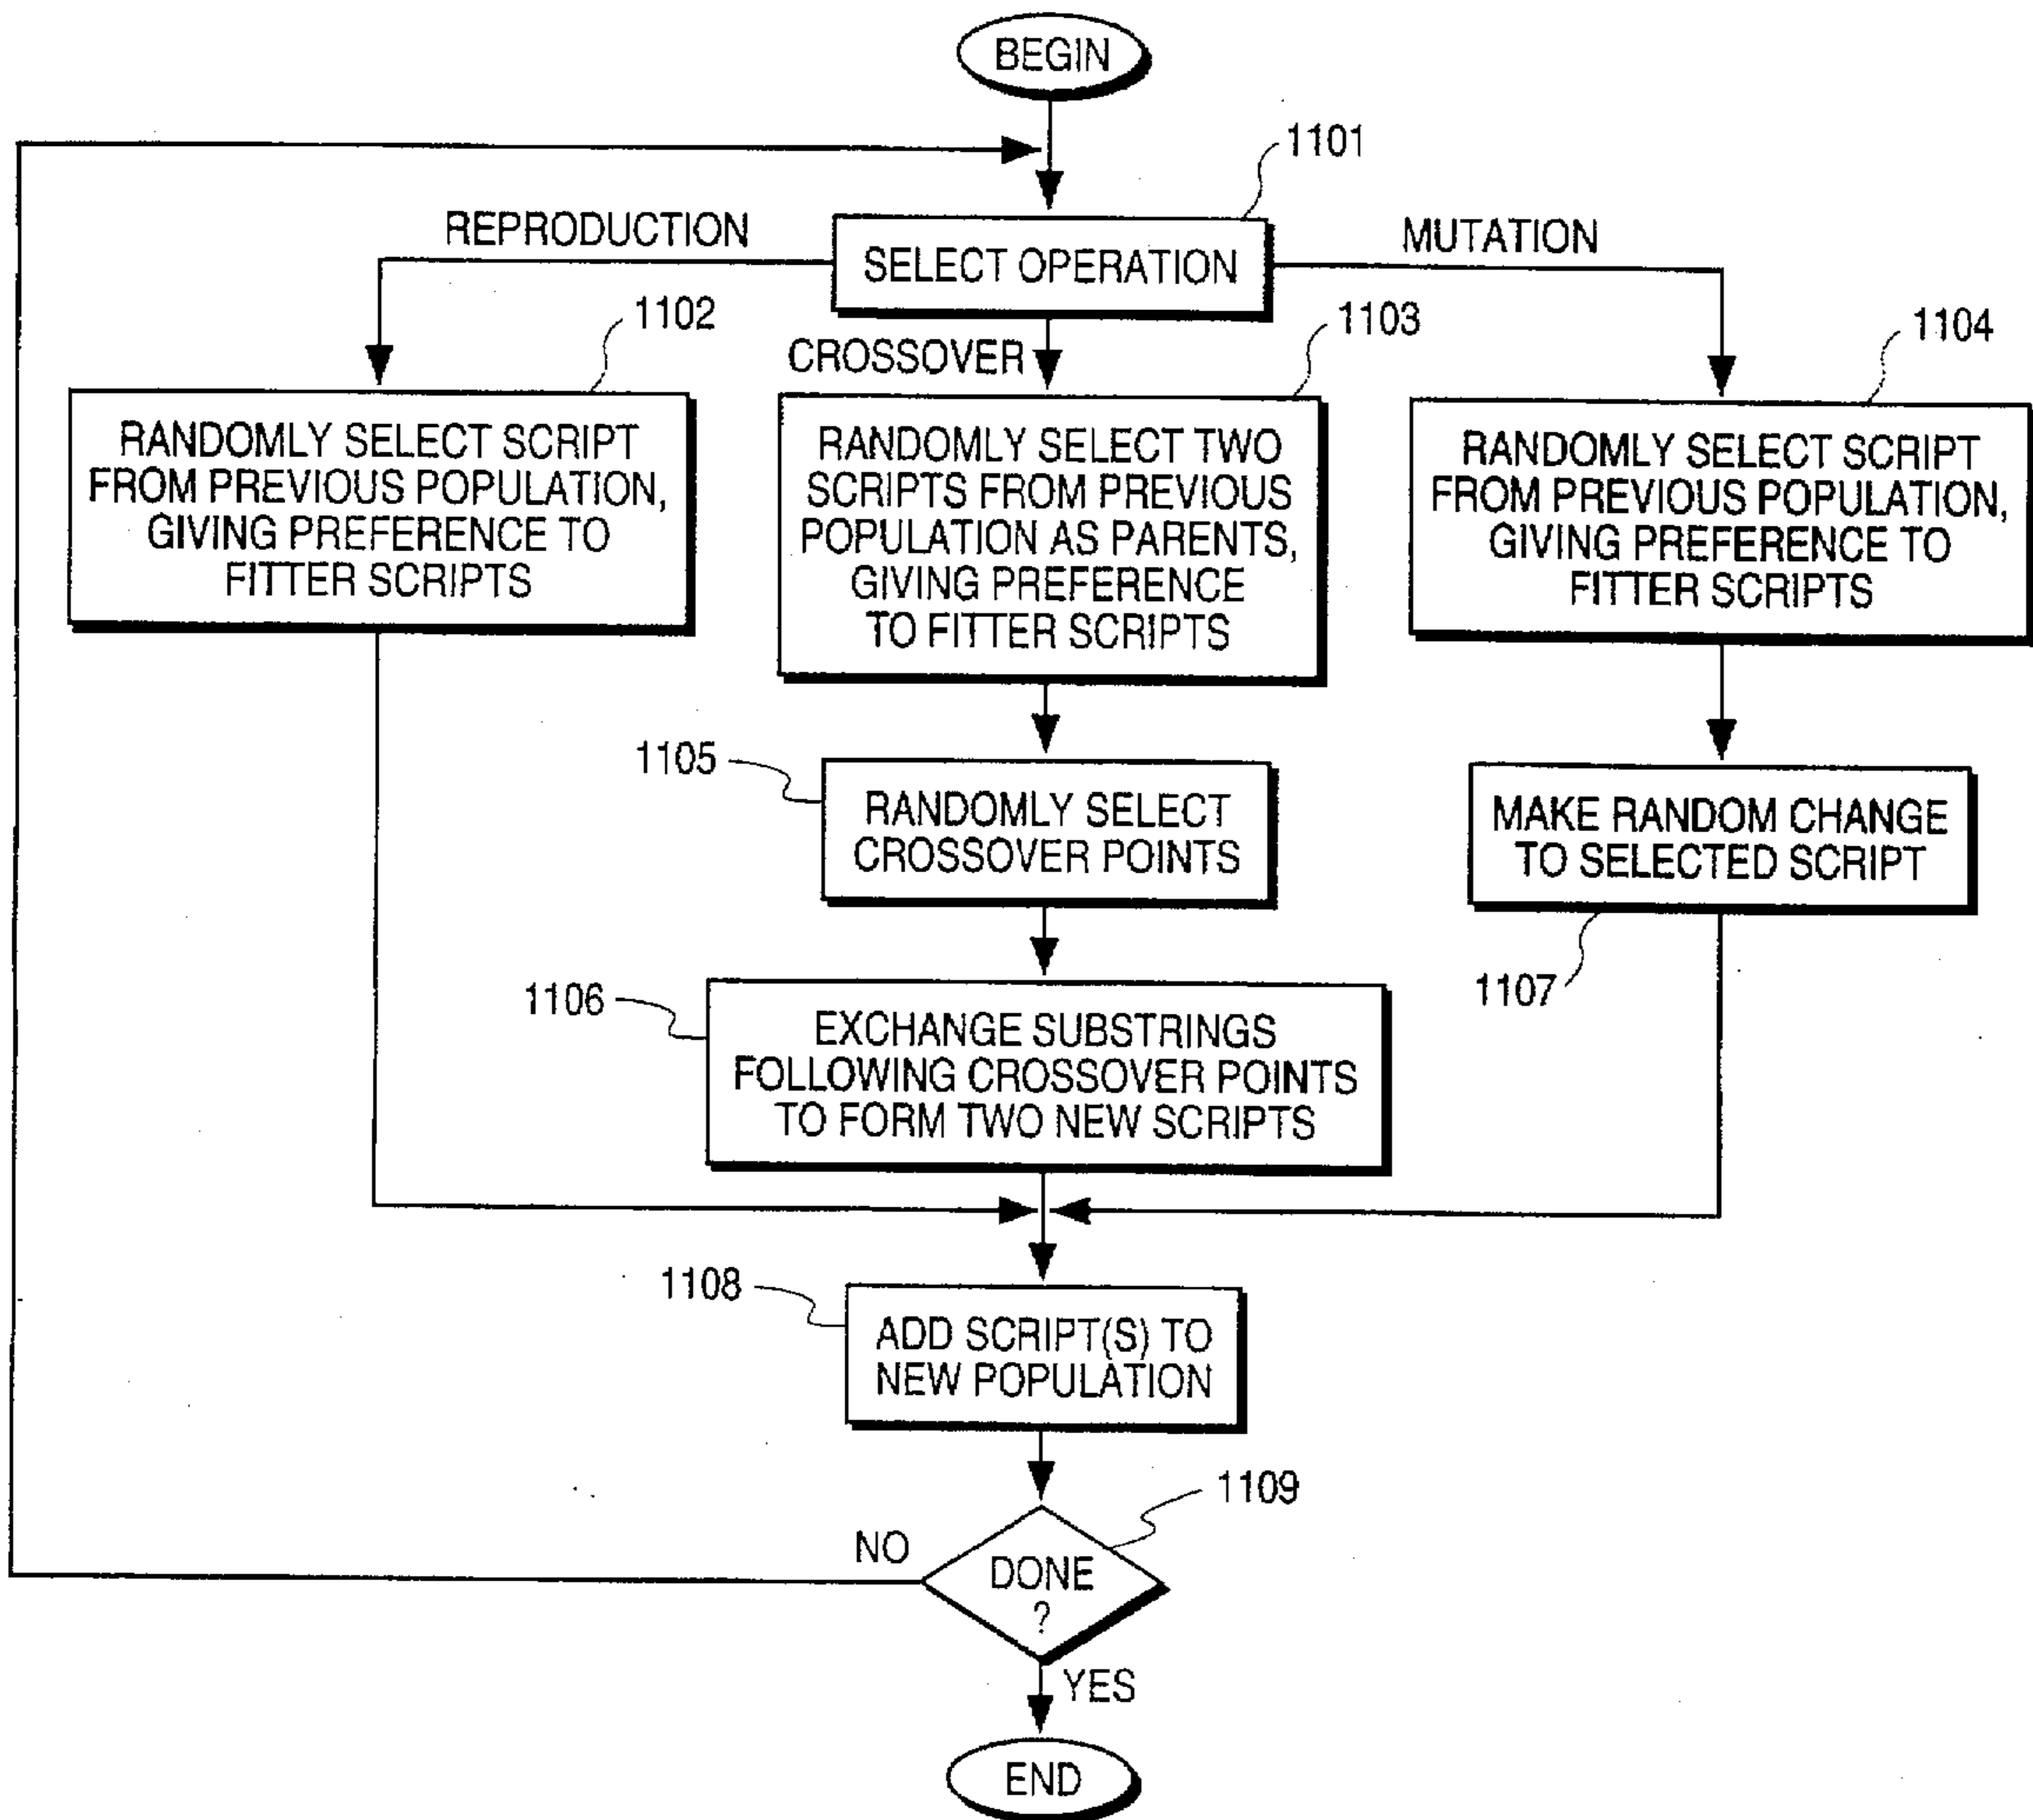 BEGIN
1101
REPRODUCTION
SELECT OPERATION
MUTATION
1102
CROSSOVER
1103
1104
RANDOMLY SELECT SCRIPT
FROM PREVIOUS POPULATION,
GIVING PREFERENCE TO
FITTER SCRIPTS
RANDOMLY SELECT TWO
SCRIPTS FROM PREVIOUS
POPULATION AS PARENTS,
GIVING PREFERENCE
TO FITTER SCRIPTS
RANDOMLY SELECT SCRIPT
FROM PREVIOUS POPULATION,
GIVING PREFERENCE TO
FITTER SCRIPTS
1105
RANDOMLY SELECT
CROSSOVER POINTS
MAKE RANDOM CHANGE
TO SELECTED SCRIPT
1106
EXCHANGE SUBSTRINGS
FOLLOWING CROSSOVER POINTS
TO FORM TWO NEW SCRIPTS
1107
1108
ADD SCRIPT(S) TO
NEW POPULATION
1109
NO
DONE
?
YES
END